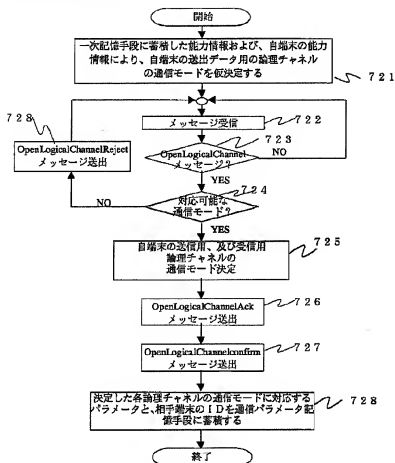 開始
一次記憶手段に蓄積した能力情報および、自端末の能力
情報により、自端末の送出データ用の論理チャネル
の通信モードを仮決定する
721
728
メッセージ受信
722
723
OpenLogicalChannelReject
メッセージ送出
OpenLogicalChannel
メッセージ?
NO
YES
724
NO
対応可能な
通信モード?
YES
725
自端末の送信用、及び受信用
論理チャネルの
通信モード決定
726
OpenLogicalChannelAck
メッセージ送出
727
OpenLogicalChannelconfirm
メッセージ送出
決定した各論理チャネルの通信モードに対応する
パラメータと、相手端末のIDを通信パラメータ記
憶手段に蓄積する
728
終了